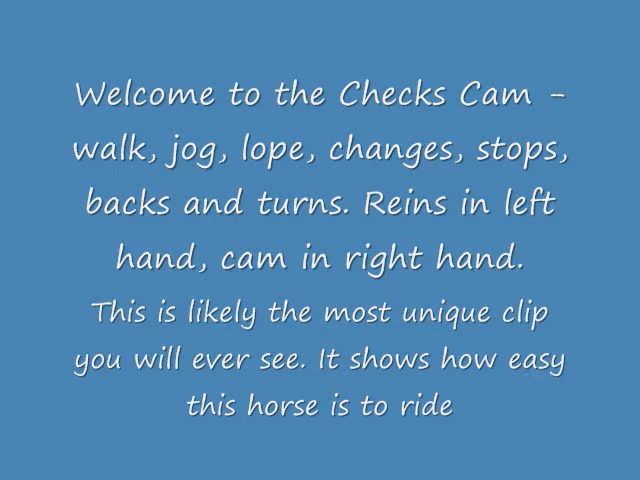 Welcome to the Checks Cam -
walk, jog, lope, changes, stops,
backs and turns. Reins in left
hand, cam in right hand.
This is likely the most unique clip
you will ever see. It shows how easy
this horse is to ride